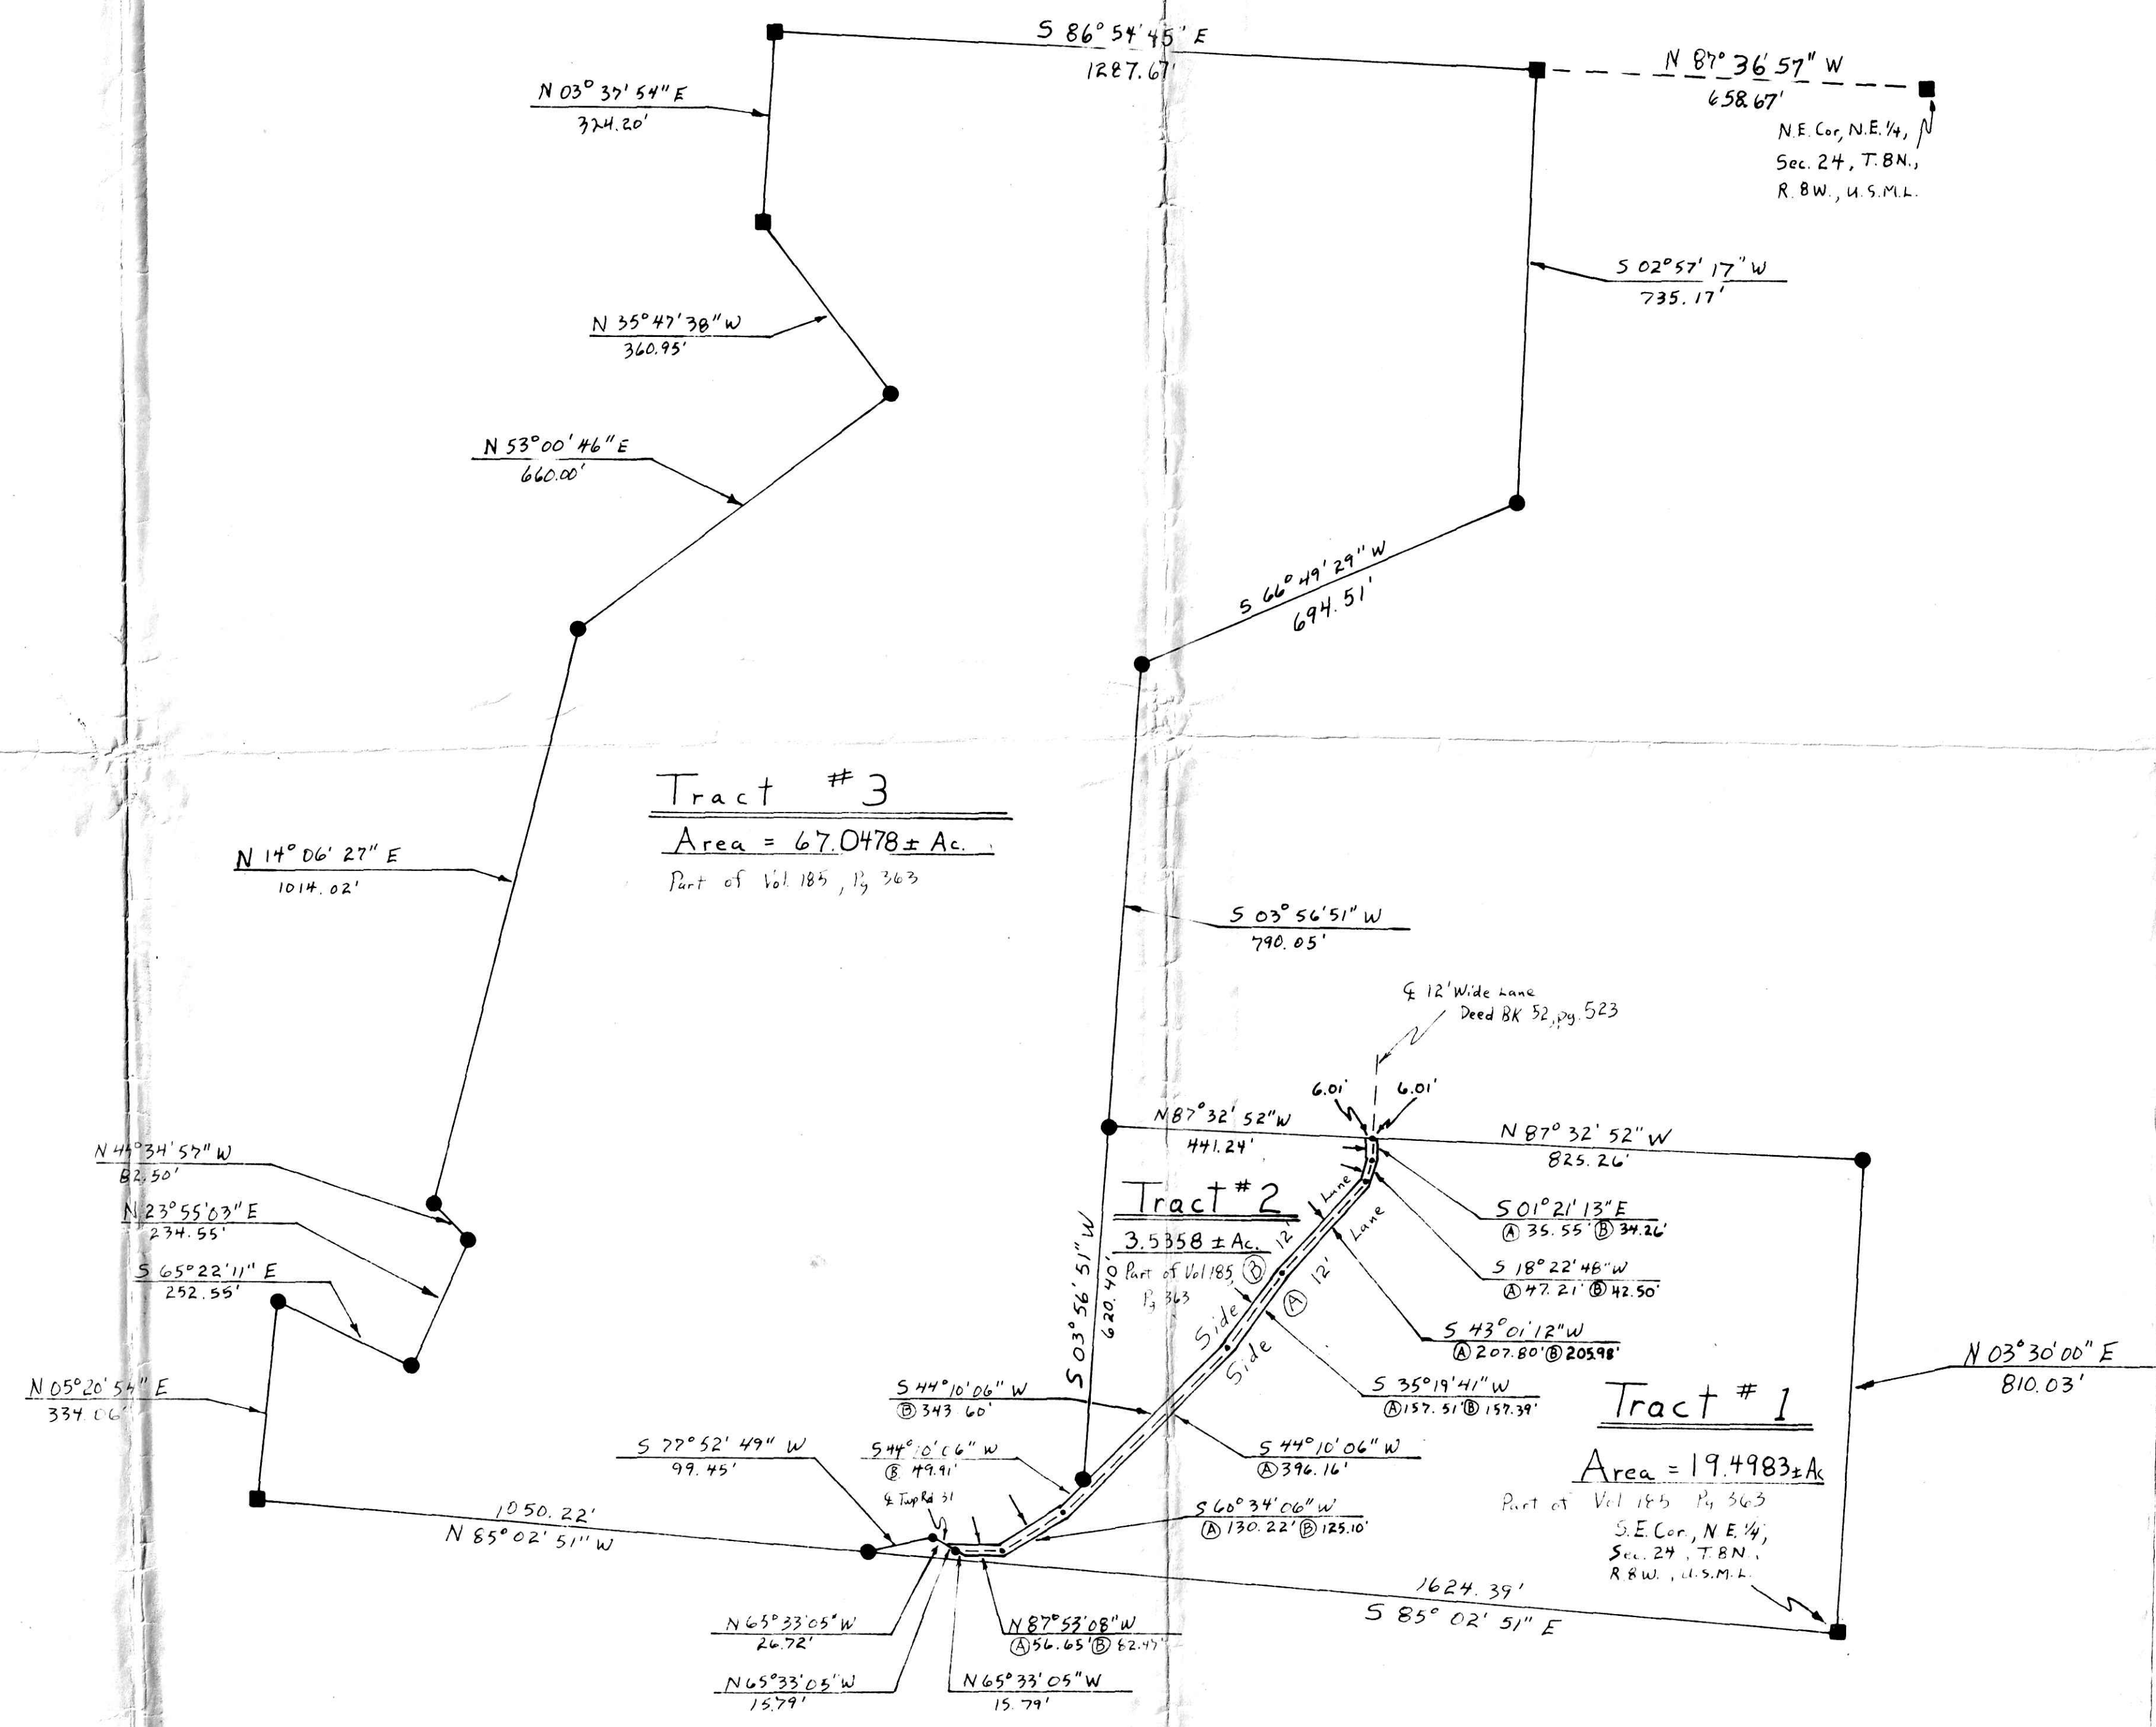 S 86° 54' 45" E
1287.67'
N 87° 36' 57" W
658.67'
N.E. Cor, N.E. 1/4,
Sec. 24, T. 8N.,
R. 8W., U.S.M.L.
N 03° 37' 54" E
324.20'
S 02° 57' 17" W
735.17'
N 35° 47' 38" W
360.95'
N 53° 00' 46" E
660.00'
S 66° 49' 29" W
694.51'
Tract #3
Area = 67.0478 ± Ac.
Part of Vol. 185, Pg 363
N 14° 06' 27" E
1014.02'
S 03° 56' 51" W
790.05'
℄ 12' Wide Lane
Deed BK 52, pg. 523
6.01' 6.01'
N 87° 32' 52" W
441.24'
N 87° 32' 52" W
825.26'
34' 57" W
82.50'
N 23° 55' 03" E
234.55'
S 65° 22' 11" E
252.55'
Tract #2
3.5358 ± Ac.
Part of Vol 185,
Pg 363
S 03° 56' 51" W
620.40'
Side Ⓑ 12' Lane
Side Ⓐ 12' Lane
S 01° 21' 13" E
Ⓐ 35.55' Ⓑ 34.26'
S 18° 22' 48" W
Ⓐ 47.21' Ⓑ 42.50'
S 43° 01' 12" W
Ⓐ 207.80' Ⓑ 205.98'
S 35° 19' 41" W
Ⓐ 157.51' Ⓑ 157.39'
N 03° 30' 00" E
810.03'
Tract #1
Area = 19.4983 ± Ac
Part of Vol 185 Pg 363
S.E. Cor., N.E. 1/4,
Sec. 24, T. 8N.,
R. 8W., U.S.M.L.
N 05° 20' 54" E
334.06'
S 44° 10' 06" W
Ⓑ 343.60'
S 44° 10' 06" W
Ⓐ 396.16'
S 77° 52' 49" W
99.45'
S 44° 10' 06" W
Ⓑ 49.91'
℄ Twp Rd 31
S 60° 34' 06" W
Ⓐ 130.22' Ⓑ 125.10'
1050.22'
N 85° 02' 51" W
1624.39'
S 85° 02' 51" E
N 65° 33' 05" W
26.72'
N 87° 53' 08" W
Ⓐ 56.65' Ⓑ 82.47'
N 65° 33' 05" W
15.79'
N 65° 33' 05" W
15.79'